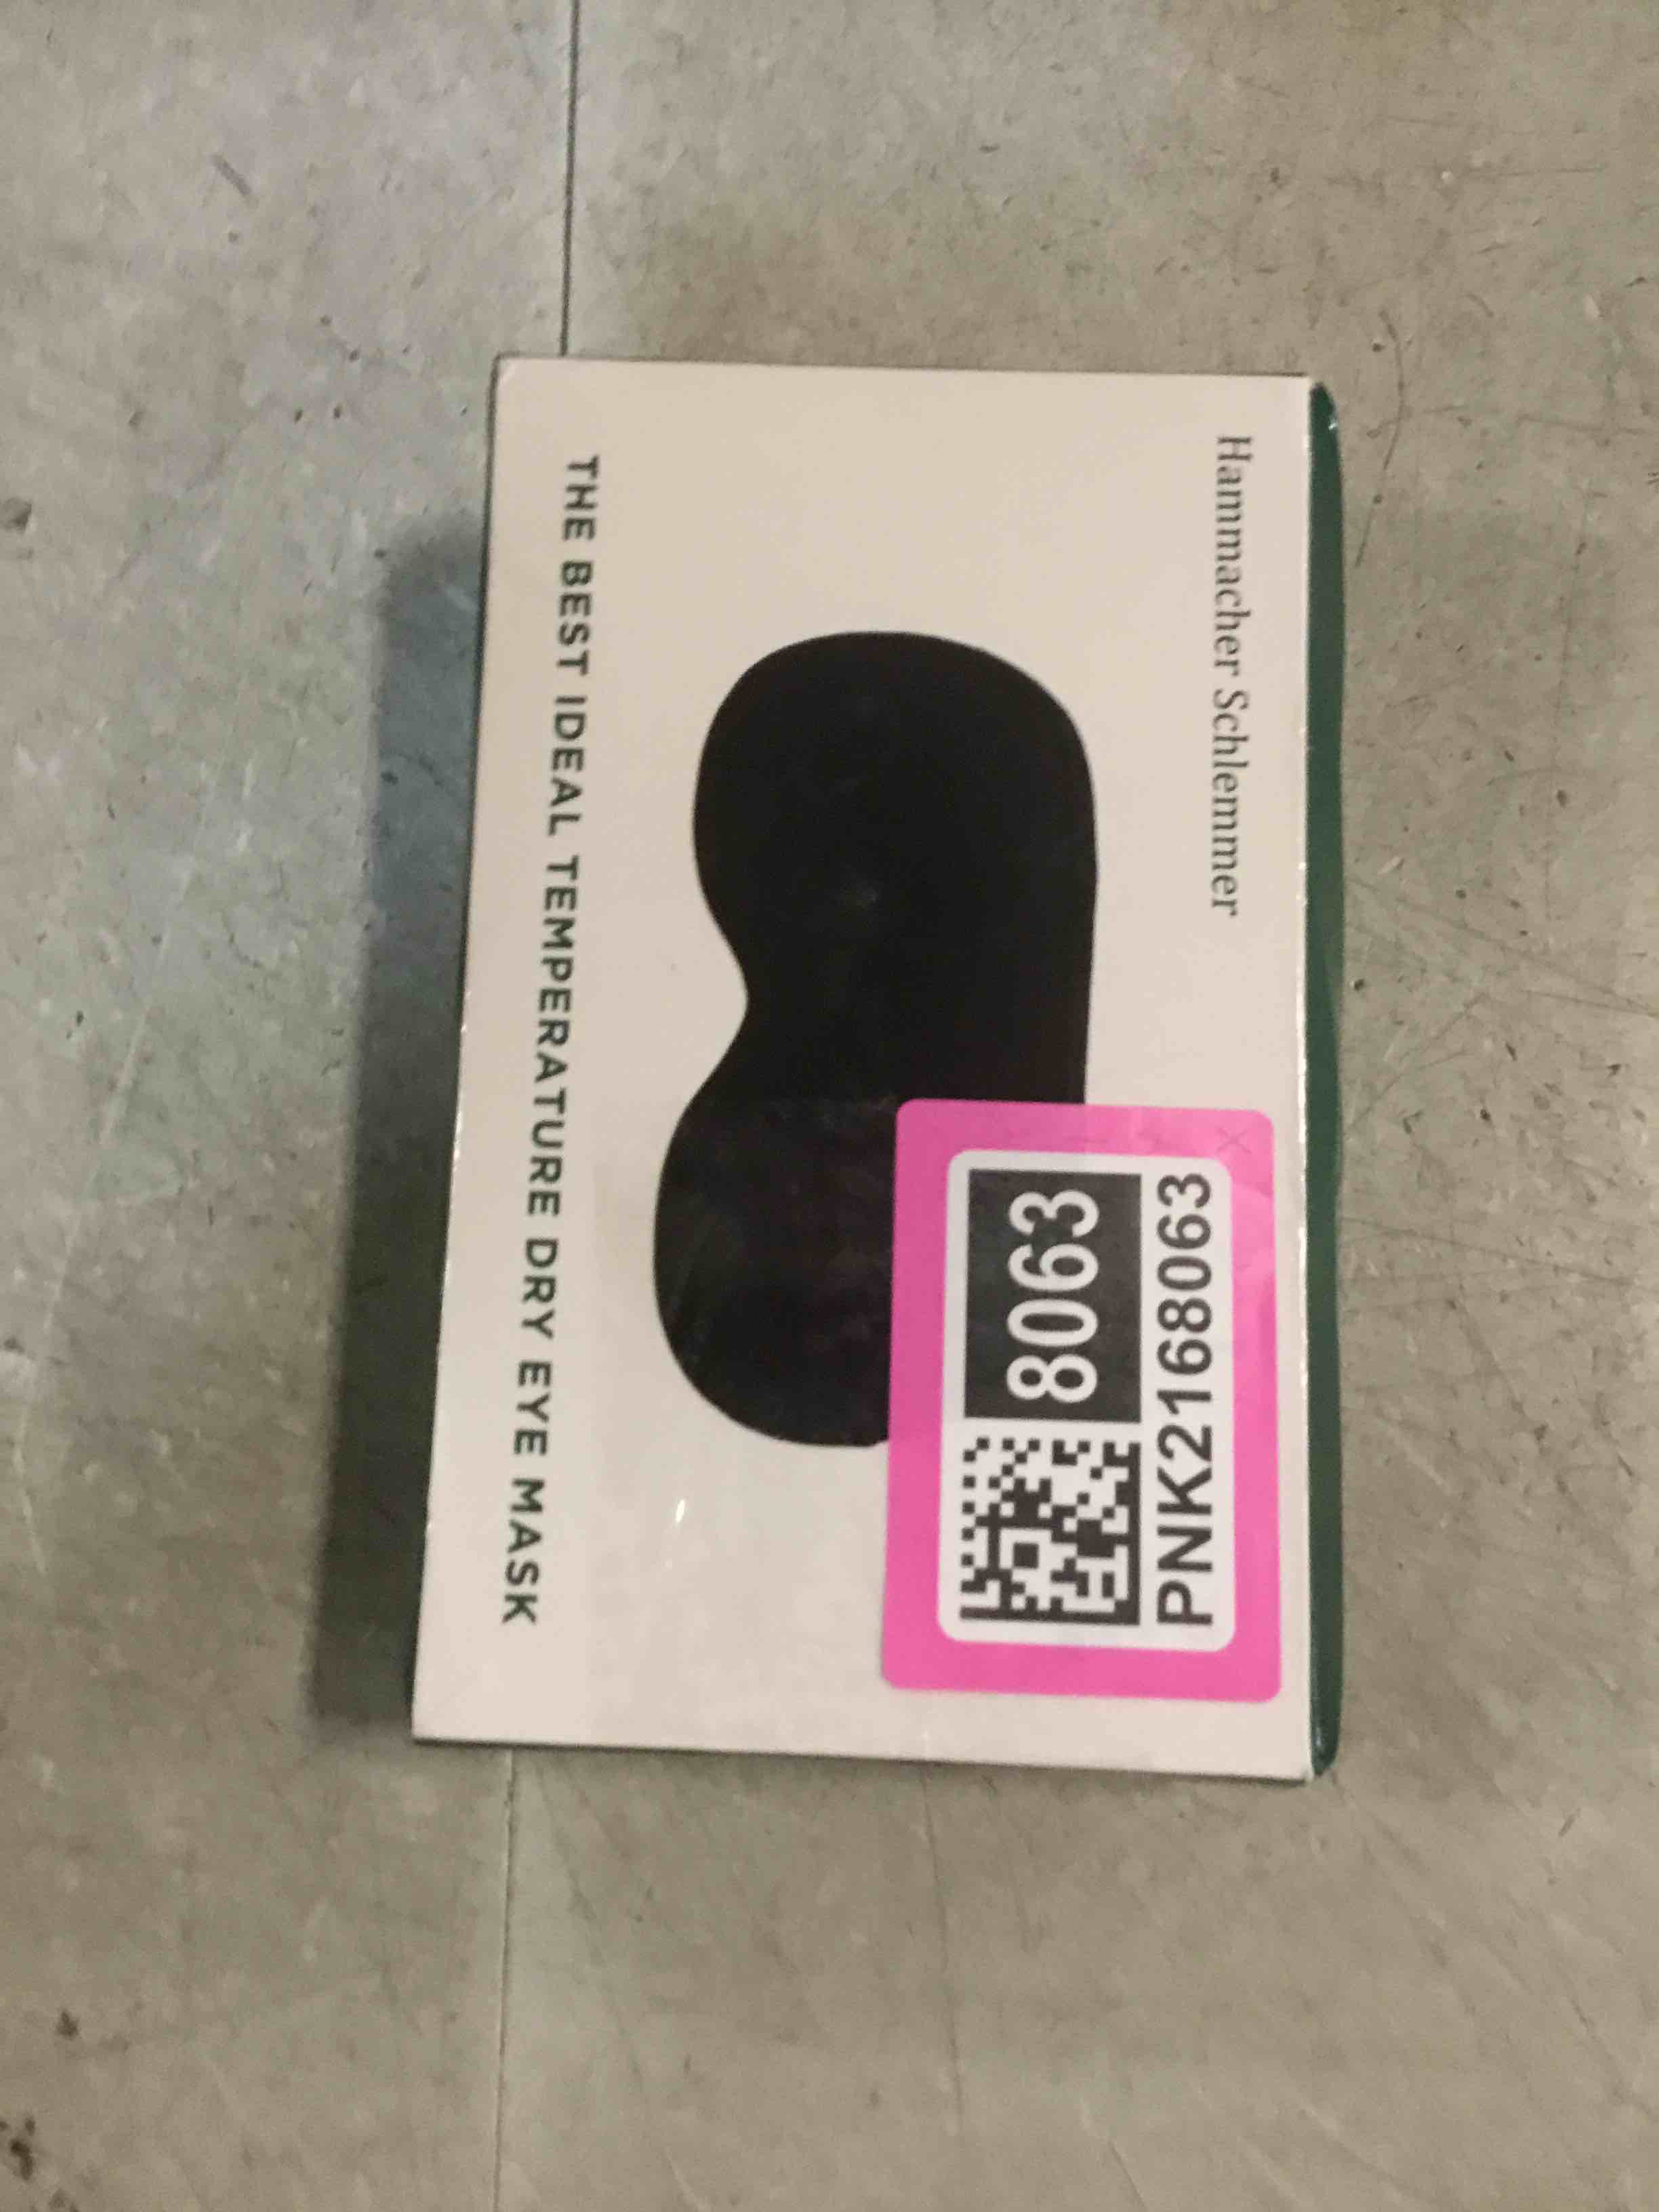 Hammacher Schlemmer
THE BEST IDEAL TEMPERATURE DRY EYE MASK
8063
PNK2168063